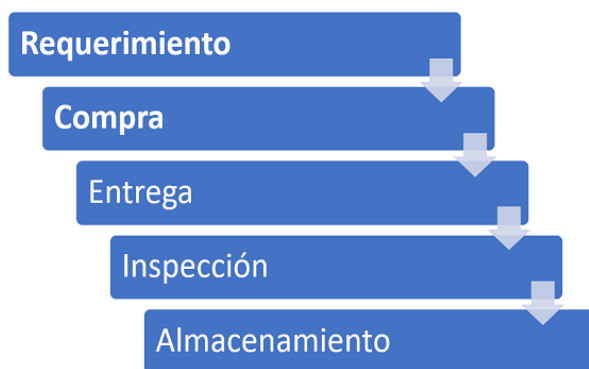 Requerimiento
Compra
Entrega
Inspección
Almacenamiento